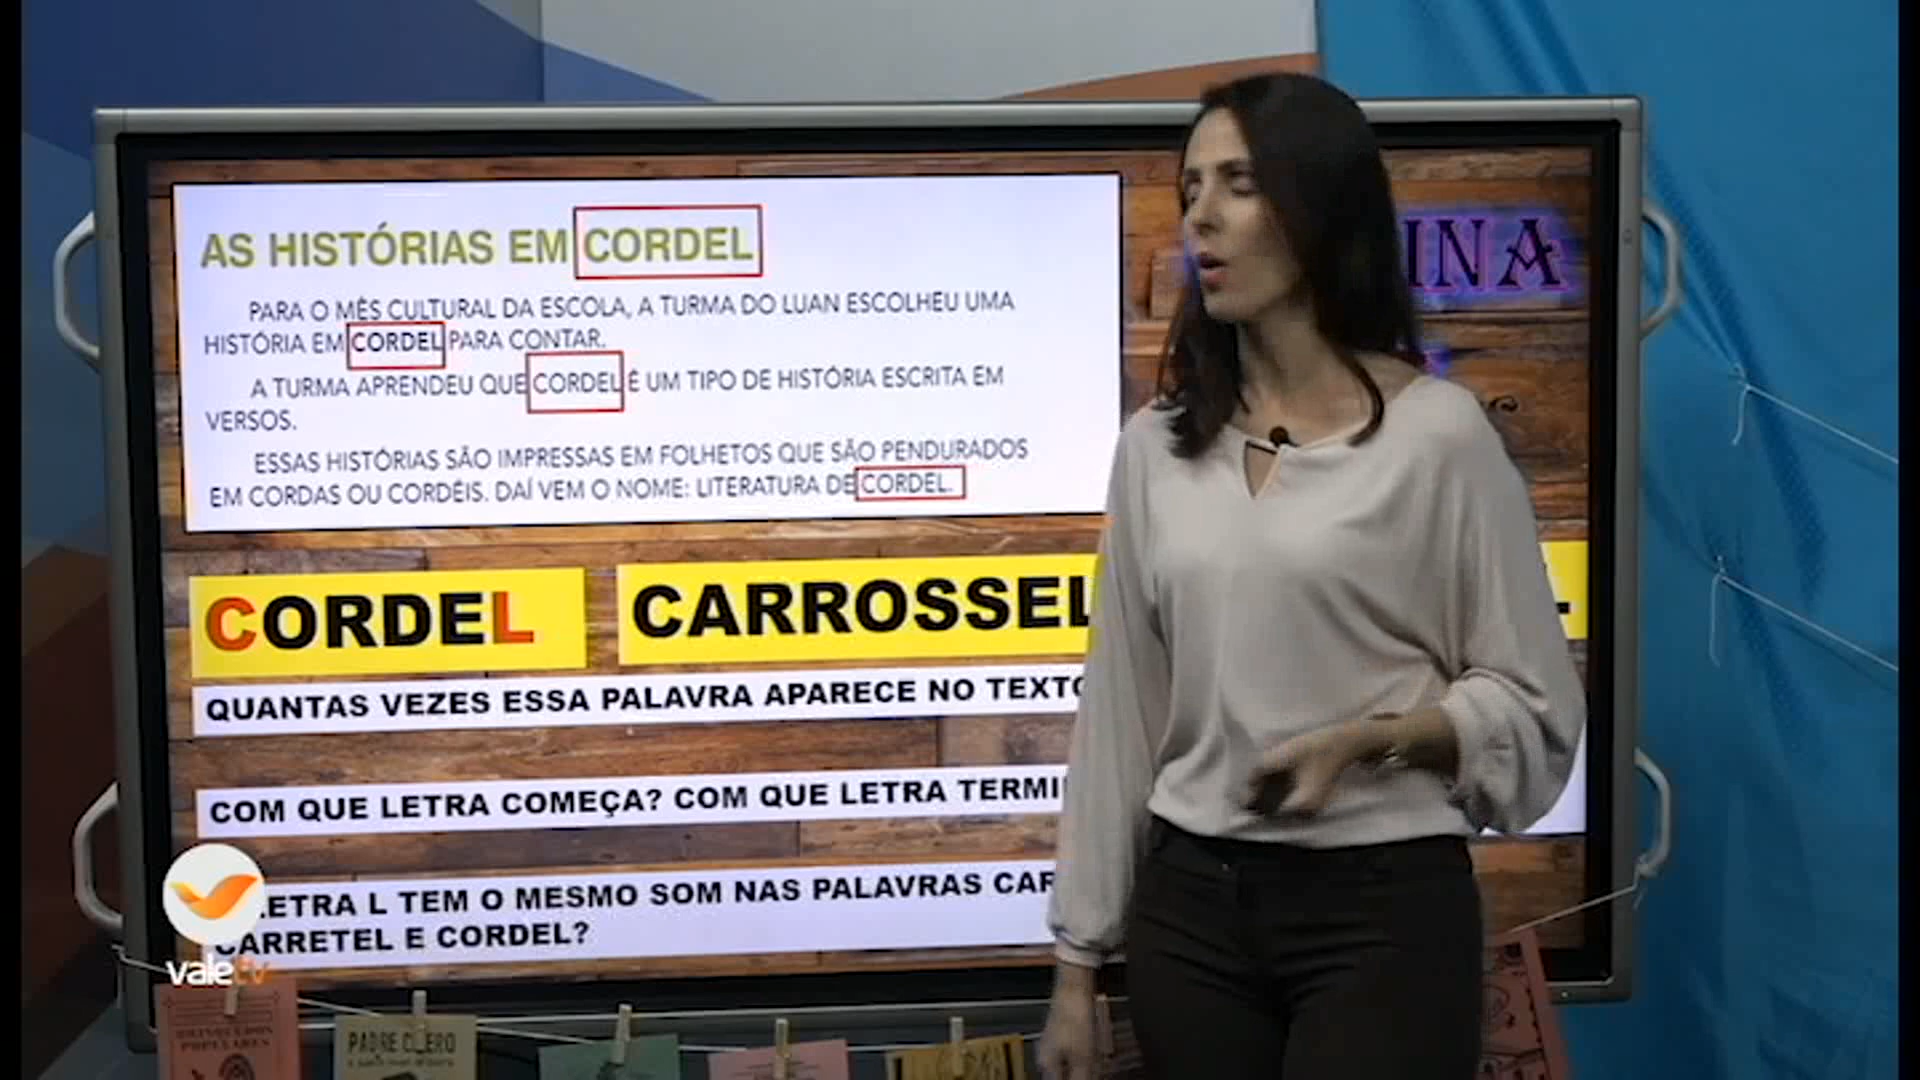 AS HISTÓRIAS EM CORDEL
PARA O MÊS CULTURAL DA ESCOLA, A TURMA DO LUAN ESCOLHEU UMA
HISTÓRIA EM CORDEL PARA CONTAR.
A TURMA APRENDEU QUE CORDEL É UM TIPO DE HISTÓRIA ESCRITA EM
VERSOS.
ESSAS HISTÓRIAS SÃO IMPRESSAS EM FOLHETOS QUE SÃO PENDURADOS
EM CORDAS OU CORDÉIS. DAÍ VEM O NOME: LITERATURA DE CORDEL.
INA
CORDEL CARROSSEL
QUANTAS VEZES ESSA PALAVRA APARECE NO TEXTO
COM QUE LETRA COMEÇA? COM QUE LETRA TERMI
LETRA L TEM O MESMO SOM NAS PALAVRAS CAR
CARRETEL E CORDEL?
valetv
POPULARES
PADRE CÍCERO